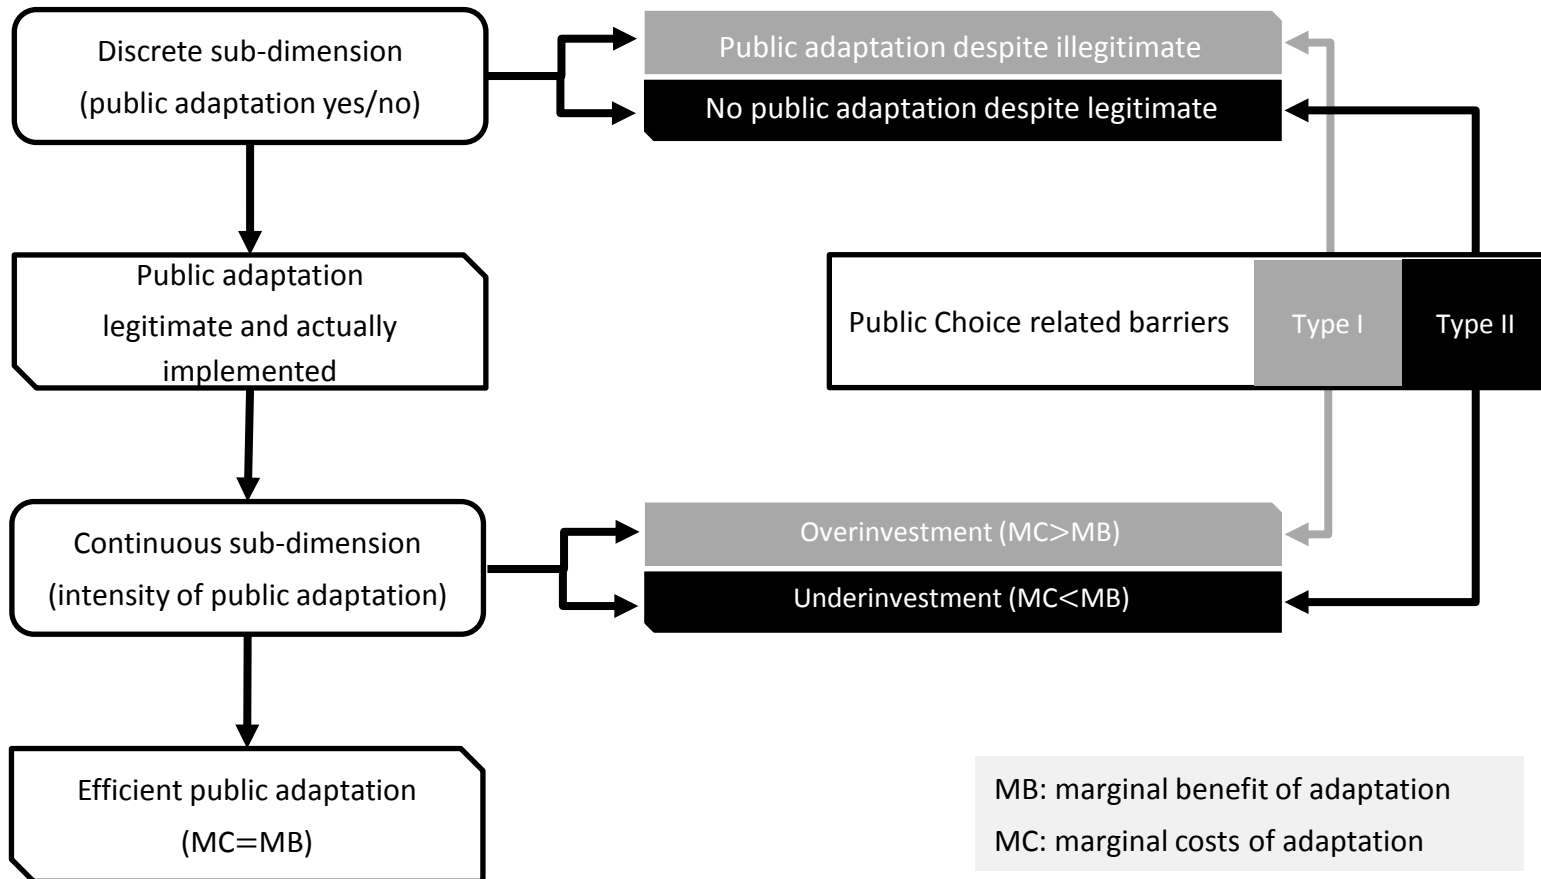 Discrete sub-dimension
(public adaptation yes/no)
Public adaptation despite illegitimate
No public adaptation despite legitimate
Public adaptation
legitimate and actually
implemented
Public Choice related barriers
Type I
Type II
Continuous sub-dimension
(intensity of public adaptation)
Overinvestment (MC>MB)
Underinvestment (MC<MB)
Efficient public adaptation
(MC=MB)
MB: marginal benefit of adaptation
MC: marginal costs of adaptation